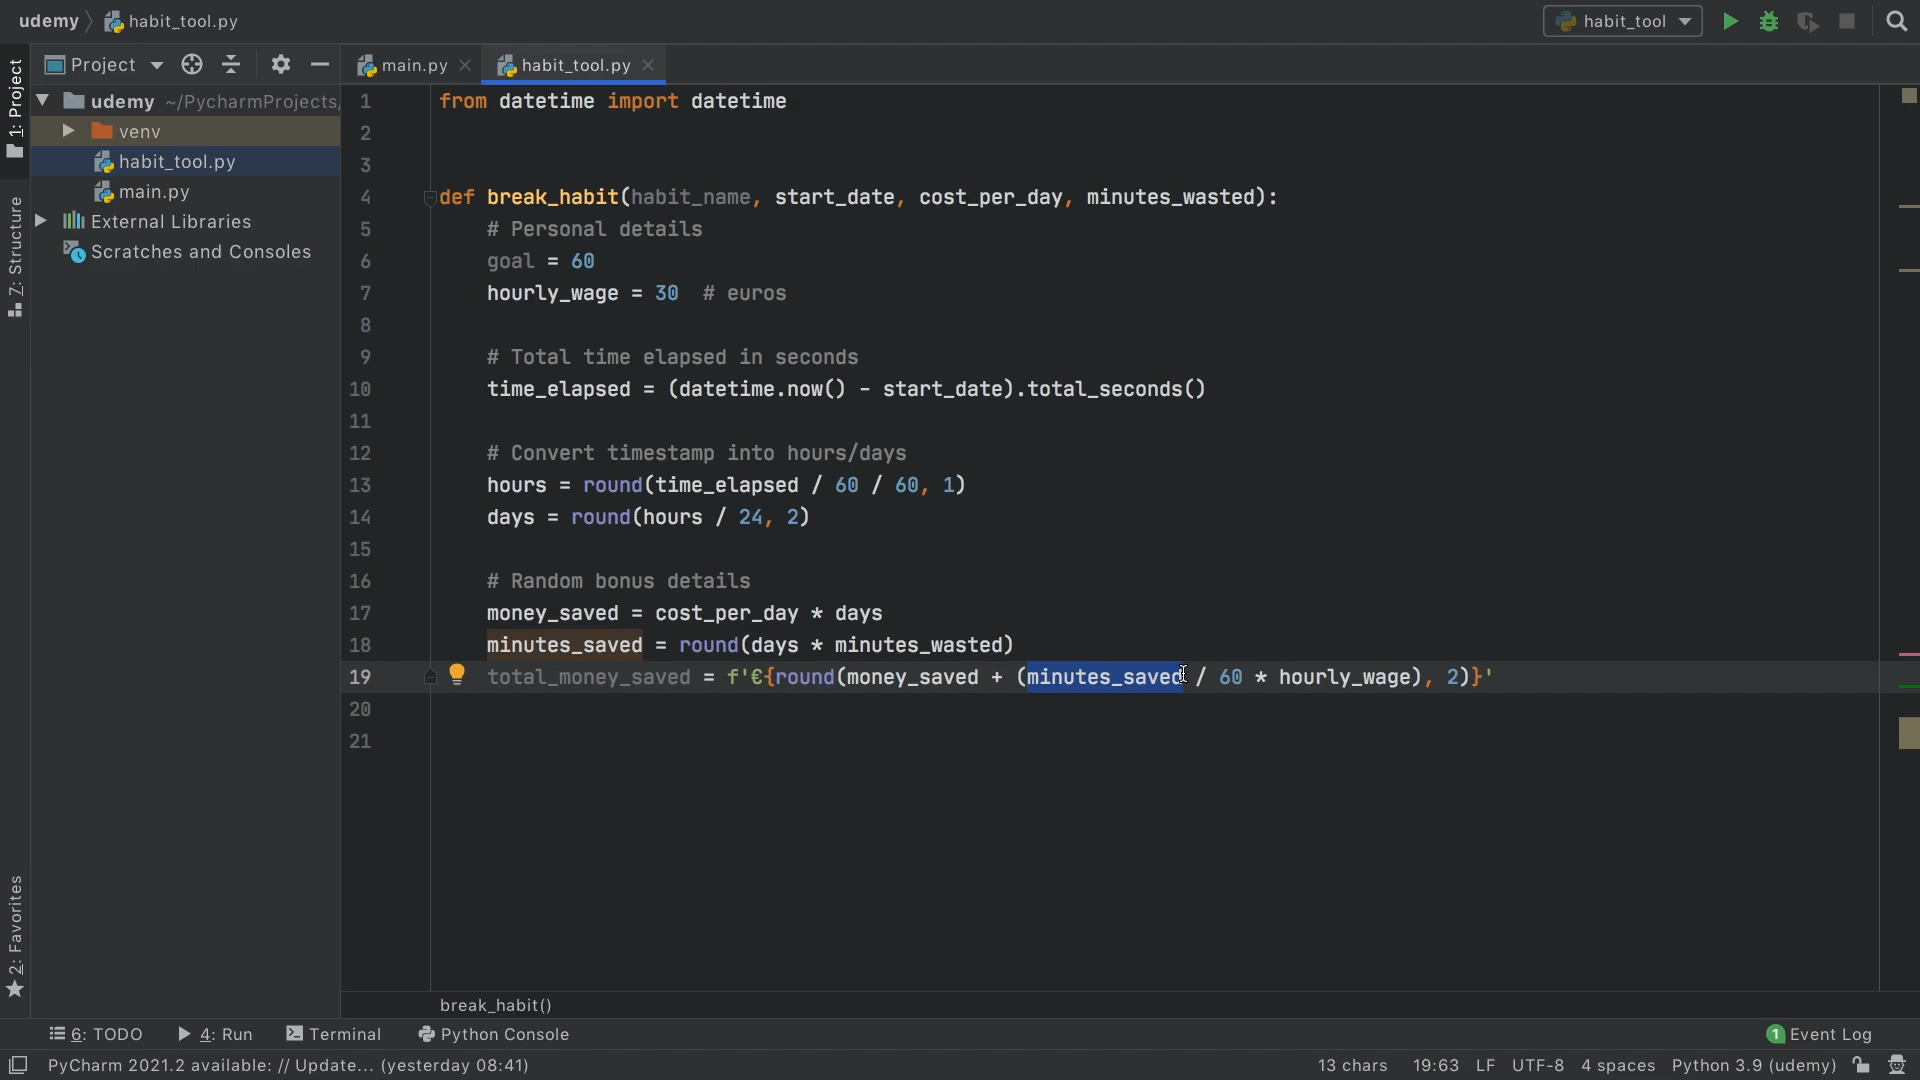 udemy habit_tool.py
habit_tool
Project
main.py
habit_tool.py
1: Project
Z: Structure
2: Favorites
udemy ~/PycharmProjects/
venv
habit_tool.py
main.py
External Libraries
Scratches and Consoles
1 from datetime import datetime
2
3
4 def break_habit(habit_name, start_date, cost_per_day, minutes_wasted):
5 # Personal details
6 goal = 60
7 hourly_wage = 30 # euros
8
9 # Total time elapsed in seconds
10 time_elapsed = (datetime.now() - start_date).total_seconds()
11
12 # Convert timestamp into hours/days
13 hours = round(time_elapsed / 60 / 60, 1)
14 days = round(hours / 24, 2)
15
16 # Random bonus details
17 money_saved = cost_per_day * days
18 minutes_saved = round(days * minutes_wasted)
19 total_money_saved = f'€{round(money_saved + (minutes_saved / 60 * hourly_wage), 2)}'
20
21
break_habit()
6: TODO 4: Run Terminal Python Console 1 Event Log
PyCharm 2021.2 available: // Update... (yesterday 08:41) 13 chars 19:63 LF UTF-8 4 spaces Python 3.9 (udemy)